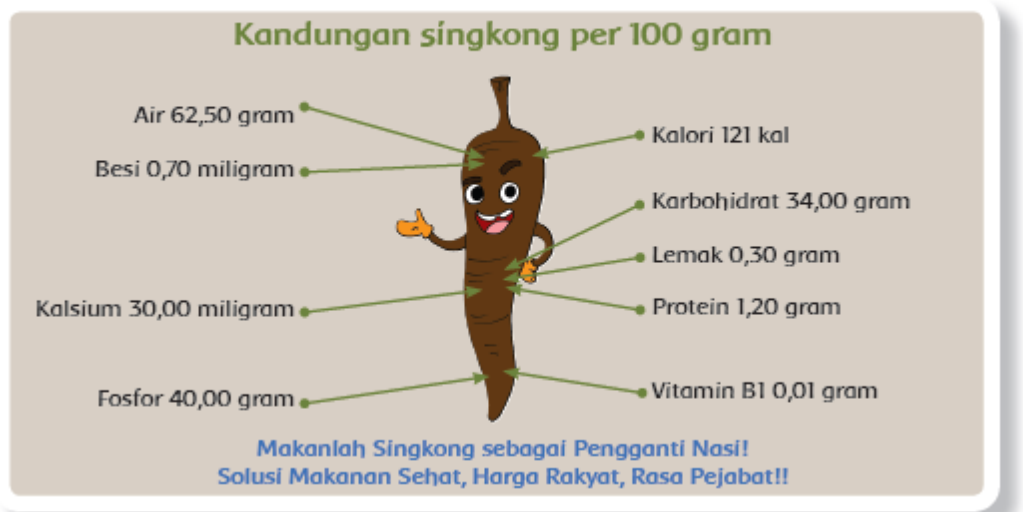 Kandungan singkong per 100 gram
Air 62,50 gram
Besi 0,70 miligram
Kalsium 30,00 miligram
Fosfor 40,00 gram
Kalori 121 kal
Karbohidrat 34,00 gram
Lemak 0,30 gram
Protein 1,20 gram
Vitamin B1 0,01 gram
Makanlah Singkong sebagai Pengganti Nasi!
Solusi Makanan Sehat, Harga Rakyat, Rasa Pejabat!!